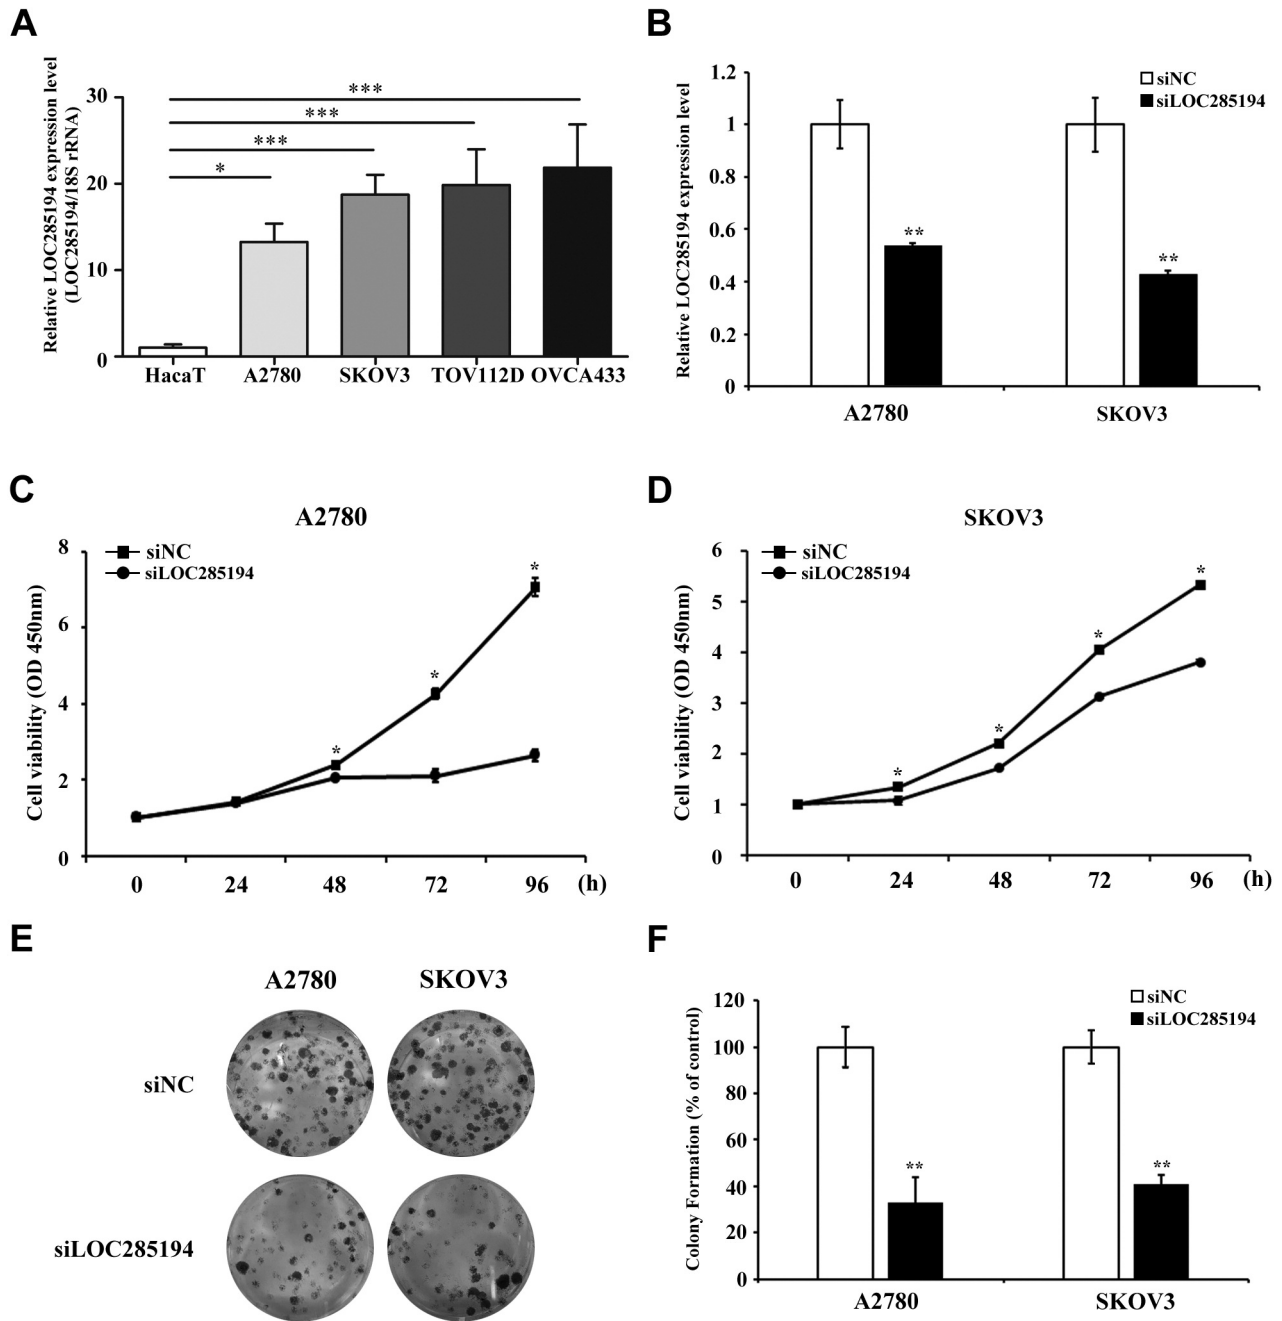 A
Relative LOC285194 expression level
(LOC285194/18S rRNA)
30
20
10
0
***
***
***
*
HacaT A2780 SKOV3 TOV112D OVCA433
B
Relative LOC285194 expression level
1.2
1
0.8
0.6
0.4
0.2
0
siNC
siLOC285194
**
**
A2780 SKOV3
C
A2780
Cell viability (OD 450nm)
8
6
4
2
0
siNC
siLOC285194
*
*
*
0 24 48 72 96 (h)
D
SKOV3
Cell viability (OD 450nm)
6
5
4
3
2
1
0
siNC
siLOC285194
*
*
*
*
0 24 48 72 96 (h)
E
A2780 SKOV3
siNC
siLOC285194
F
Colony Formation (% of control)
120
100
80
60
40
20
0
siNC
siLOC285194
**
**
A2780 SKOV3